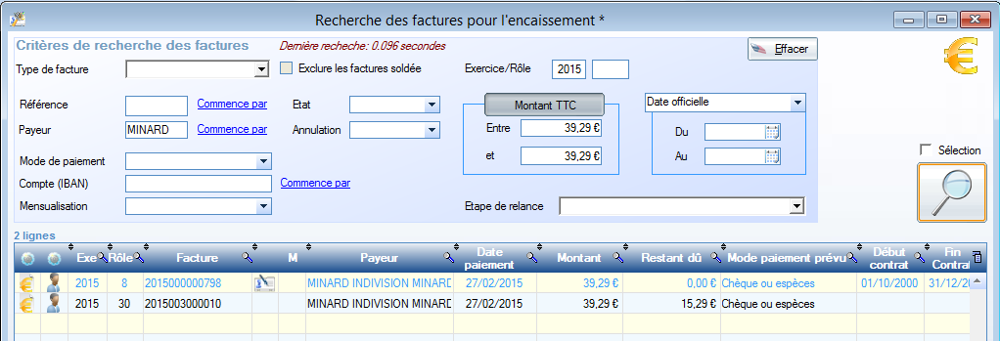 Recherche des factures pour l'encaissement *
Critères de recherche des factures
Dernière recheche: 0.096 secondes
Effacer
Type de facture
Exclure les factures soldée
Exercice/Rôle 2015
Référence
Commence par
Etat
Montant TTC
Date officielle
Payeur MINARD
Commence par
Annulation
Entre 39,29 €
Du
et 39,29 €
Au
Sélection
Mode de paiement
Compte (IBAN)
Commence par
Mensualisation
Etape de relance
2 lignes
Exe Rôle Facture M Payeur Date paiement Montant Restant dû Mode paiement prévu Début contrat Fin Contrat
2015 8 2015000000798 MINARD INDIVISION MINARD 27/02/2015 39,29 € 0,00 € Chèque ou espèces 01/10/2000 31/12/20
2015 30 2015003000010 MINARD INDIVISION MINARD 27/02/2015 39,29 € 15,29 € Chèque ou espèces